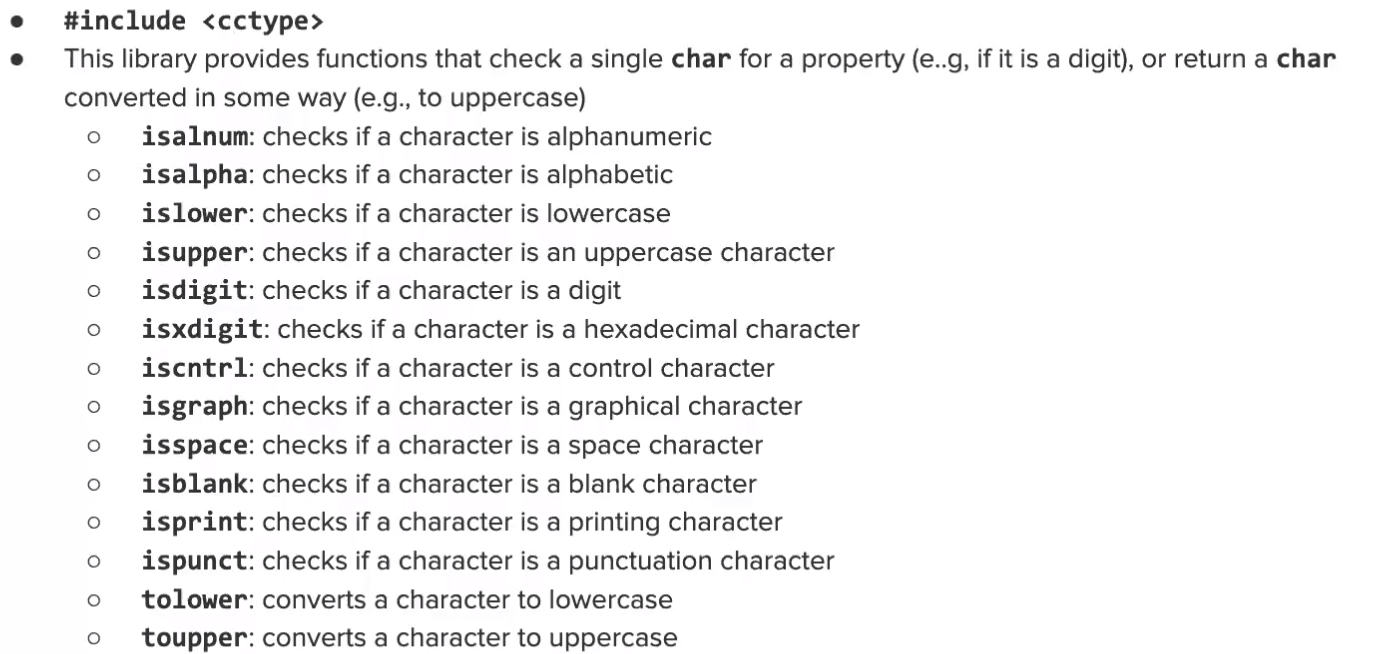 ● #include <cctype>
● This library provides functions that check a single char for a property (e..g, if it is a digit), or return a char
converted in some way (e.g., to uppercase)
○ isalnum: checks if a character is alphanumeric
○ isalpha: checks if a character is alphabetic
○ islower: checks if a character is lowercase
○ isupper: checks if a character is an uppercase character
○ isdigit: checks if a character is a digit
○ isxdigit: checks if a character is a hexadecimal character
○ iscntrl: checks if a character is a control character
○ isgraph: checks if a character is a graphical character
○ isspace: checks if a character is a space character
○ isblank: checks if a character is a blank character
○ isprint: checks if a character is a printing character
○ ispunct: checks if a character is a punctuation character
○ tolower: converts a character to lowercase
○ toupper: converts a character to uppercase